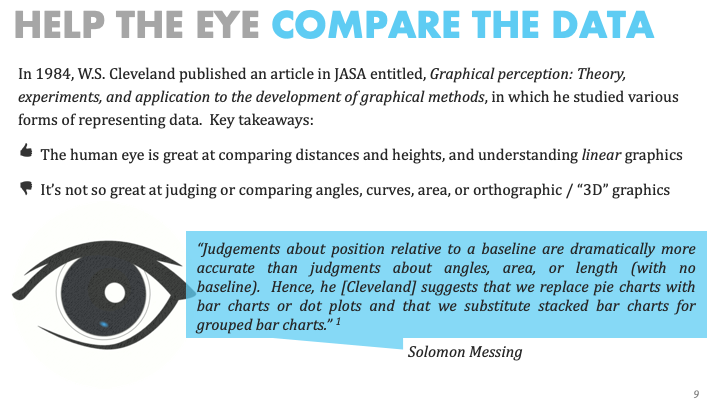 HELP THE EYE COMPARE THE DATA
In 1984, W.S. Cleveland published an article in JASA entitled, Graphical perception: Theory,
experiments, and application to the development of graphical methods, in which he studied various
forms of representing data. Key takeaways:
The human eye is great at comparing distances and heights, and understanding linear graphics
It's not so great at judging or comparing angles, curves, area, or orthographic / “3D” graphics
“Judgements about position relative to a baseline are dramatically more
accurate than judgments about angles, area, or length (with no
baseline). Hence, he [Cleveland] suggests that we replace pie charts with
bar charts or dot plots and that we substitute stacked bar charts for
grouped bar charts.” 1
Solomon Messing
9